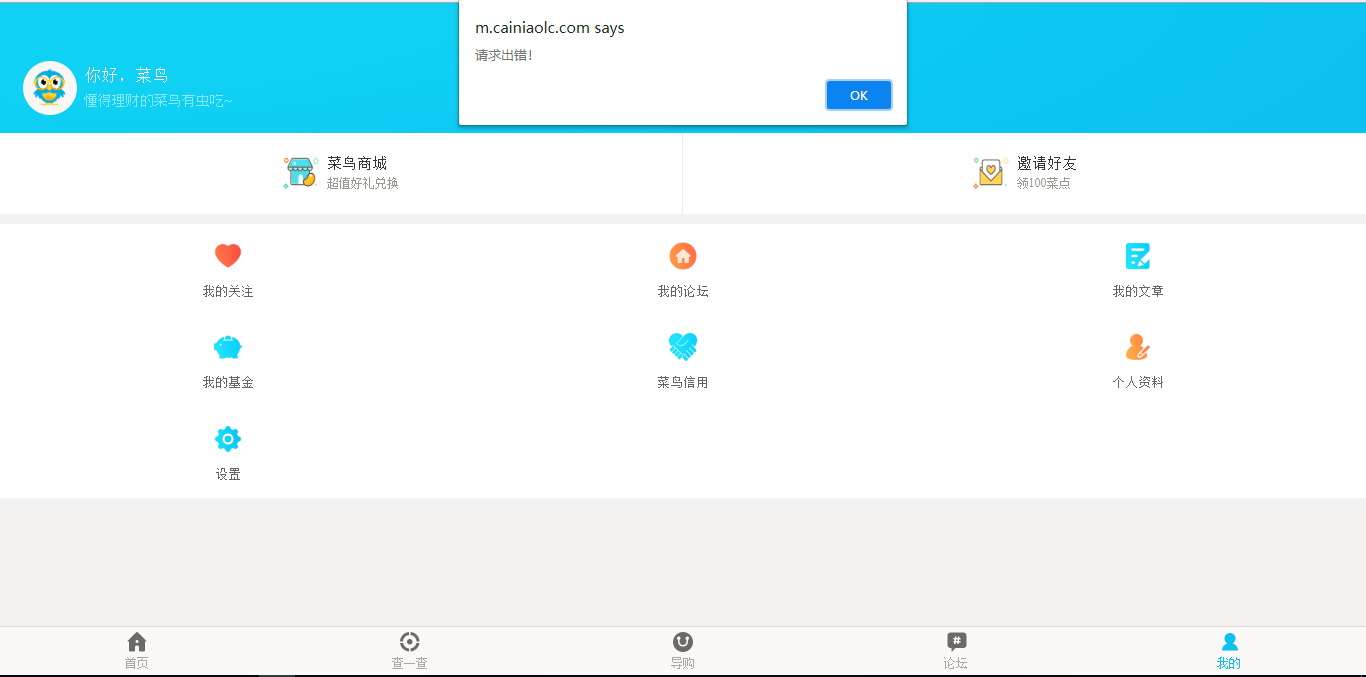 m.cainiaolc.com says
请求出错!
OK
你好，菜鸟
懂得理财的菜鸟有虫吃~
菜鸟商城
超值好礼兑换
邀请好友
领100菜点
我的关注
我的论坛
我的文章
我的基金
菜鸟信用
个人资料
设置
首页
查一查
导购
#
论坛
我的